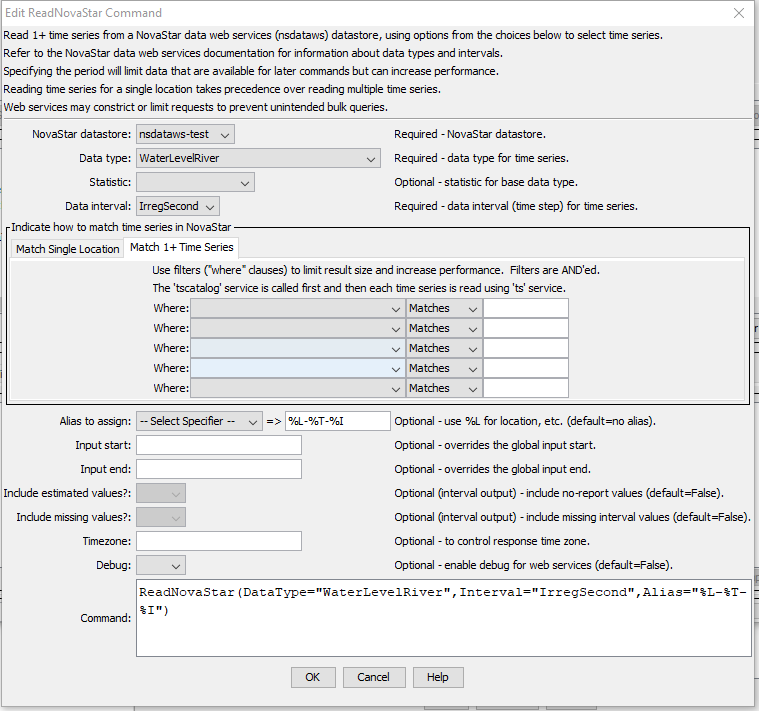 Edit ReadNovaStar Command
Read 1+ time series from a NovaStar data web services (nsdataws) datastore, using options from the choices below to select time series.
Refer to the NovaStar data web services documentation for information about data types and intervals.
Specifying the period will limit data that are available for later commands but can increase performance.
Reading time series for a single location takes precedence over reading multiple time series.
Web services may constrict or limit requests to prevent unintended bulk queries.
NovaStar datastore: nsdataws-test Required - NovaStar datastore.
Data type: WaterLevelRiver Required - data type for time series.
Statistic: Optional - statistic for base data type.
Data interval: IrregSecond Required - data interval (time step) for time series.
Indicate how to match time series in NovaStar
Match Single Location Match 1+ Time Series
Use filters ("where" clauses) to limit result size and increase performance. Filters are AND'ed.
The 'tscatalog' service is called first and then each time series is read using 'ts' service.
Where: Matches
Where: Matches
Where: Matches
Where: Matches
Where: Matches
Alias to assign: -- Select Specifier -- => %L-%T-%I Optional - use %L for location, etc. (default=no alias).
Input start: Optional - overrides the global input start.
Input end: Optional - overrides the global input end.
Include estimated values?: Optional (interval output) - include no-report values (default=False).
Include missing values?: Optional (interval output) - include missing interval values (default=False).
Timezone: Optional - to control response time zone.
Debug: Optional - enable debug for web services (default=False).
Command: ReadNovaStar(DataType="WaterLevelRiver",Interval="IrregSecond",Alias="%L-%T-
%I")
OK Cancel Help